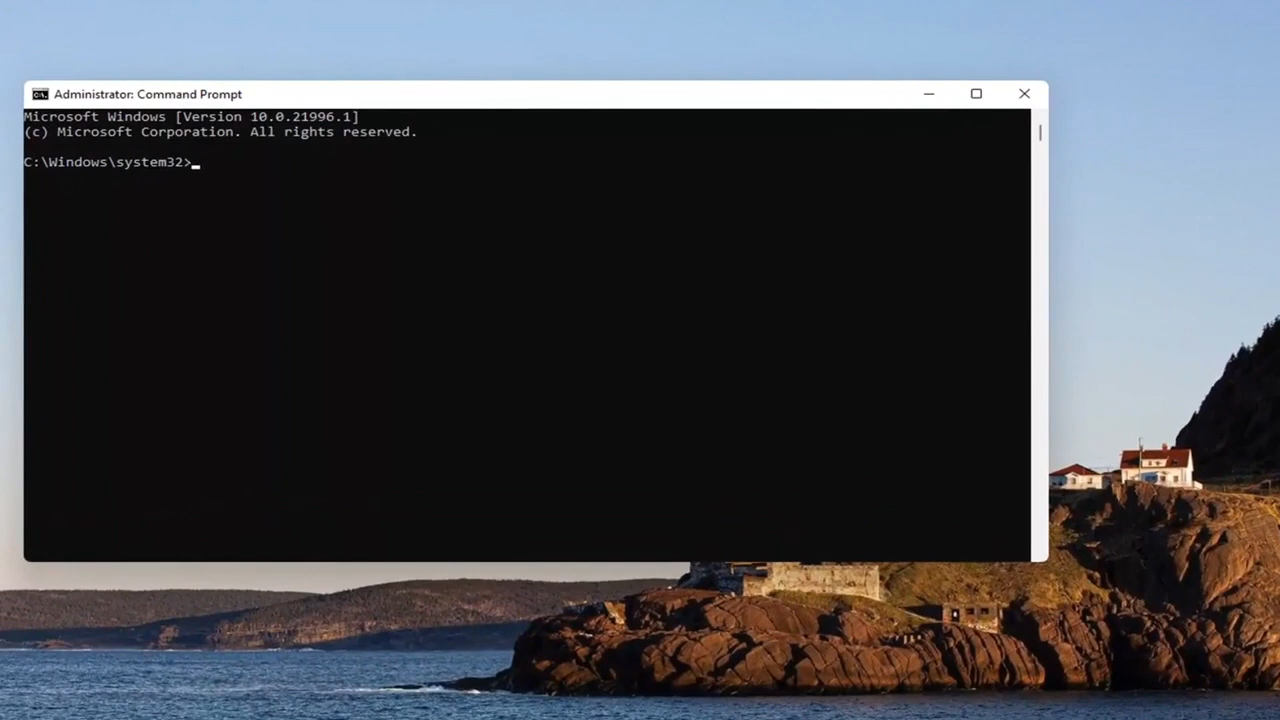 Administrator: Command Prompt
Microsoft Windows [Version 10.0.21996.1]
(c) Microsoft Corporation. All rights reserved.
C:\Windows\system32>